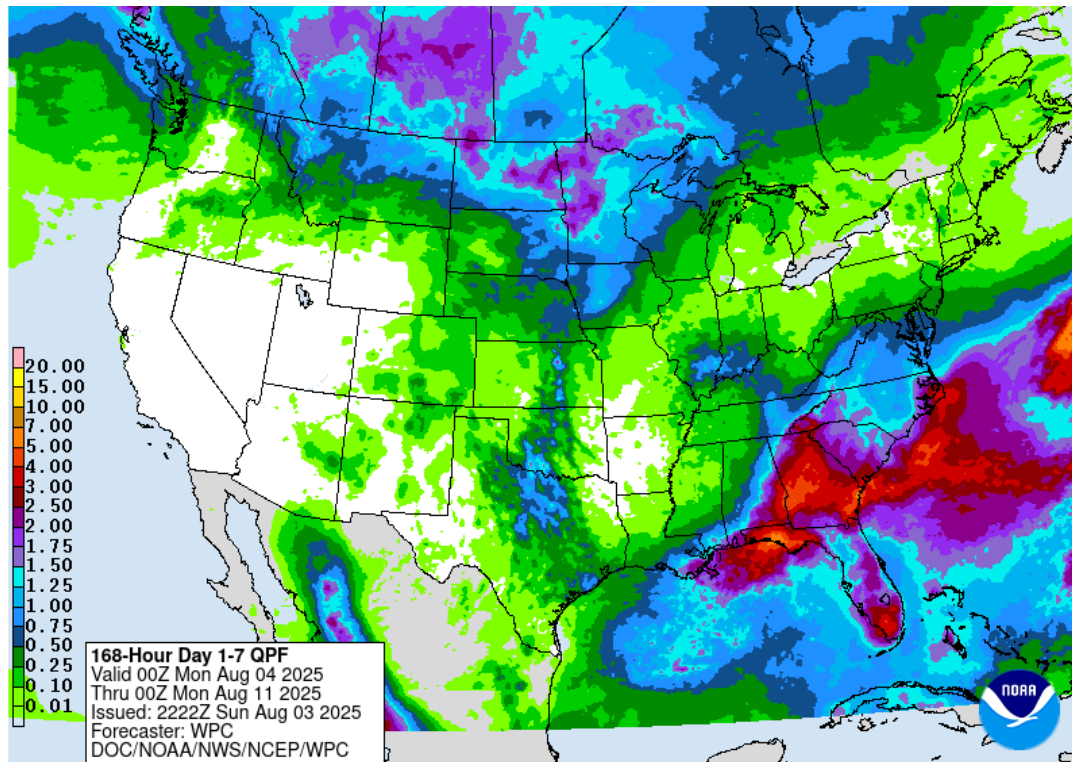 20.00
15.00
10.00
7.00
5.00
4.00
3.00
2.50
2.00
1.75
1.50
1.25
1.00
0.75
0.50
0.25
0.10
0.01
168-Hour Day 1-7 QPF
Valid 00Z Mon Aug 04 2025
Thru 00Z Mon Aug 11 2025
Issued: 2222Z Sun Aug 03 2025
Forecaster: WPC
DOC/NOAA/NWS/NCEP/WPC
NOAA